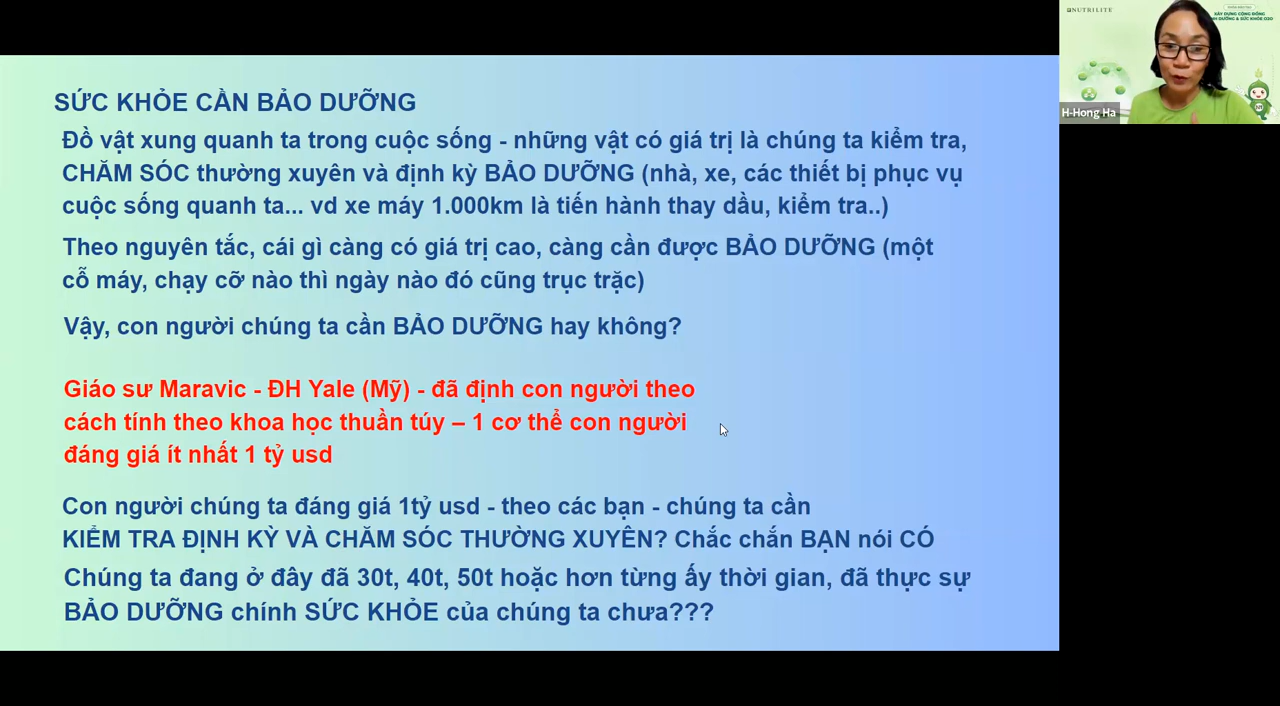 SỨC KHỎE CẦN BẢO DƯỠNG
Đồ vật xung quanh ta trong cuộc sống - những vật có giá trị là chúng ta kiểm tra,
CHĂM SÓC thường xuyên và định kỳ BẢO DƯỠNG (nhà, xe, các thiết bị phục vụ
cuộc sống quanh ta... vd xe máy 1.000km là tiến hành thay dầu, kiểm tra..)
Theo nguyên tắc, cái gì càng có giá trị cao, càng cần được BẢO DƯỠNG (một
cỗ máy, chạy cỡ nào thì ngày nào đó cũng trục trặc)
Vậy, con người chúng ta cần BẢO DƯỠNG hay không?
Giáo sư Maravic - ĐH Yale (Mỹ) - đã định con người theo
cách tính theo khoa học thuần túy – 1 cơ thể con người
đáng giá ít nhất 1 tỷ usd
Con người chúng ta đáng giá 1tỷ usd - theo các bạn - chúng ta cần
KIỂM TRA ĐỊNH KỲ VÀ CHĂM SÓC THƯỜNG XUYÊN? Chắc chắn BẠN nói CÓ
Chúng ta đang ở đây đã 30t, 40t, 50t hoặc hơn từng ấy thời gian, đã thực sự
BẢO DƯỠNG chính SỨC KHỎE của chúng ta chưa???
NUTRILITE
XÂY DỰNG CỘNG ĐỒNG
DƯỠNG & SỨC KHỎE O2O
H-Hong Ha